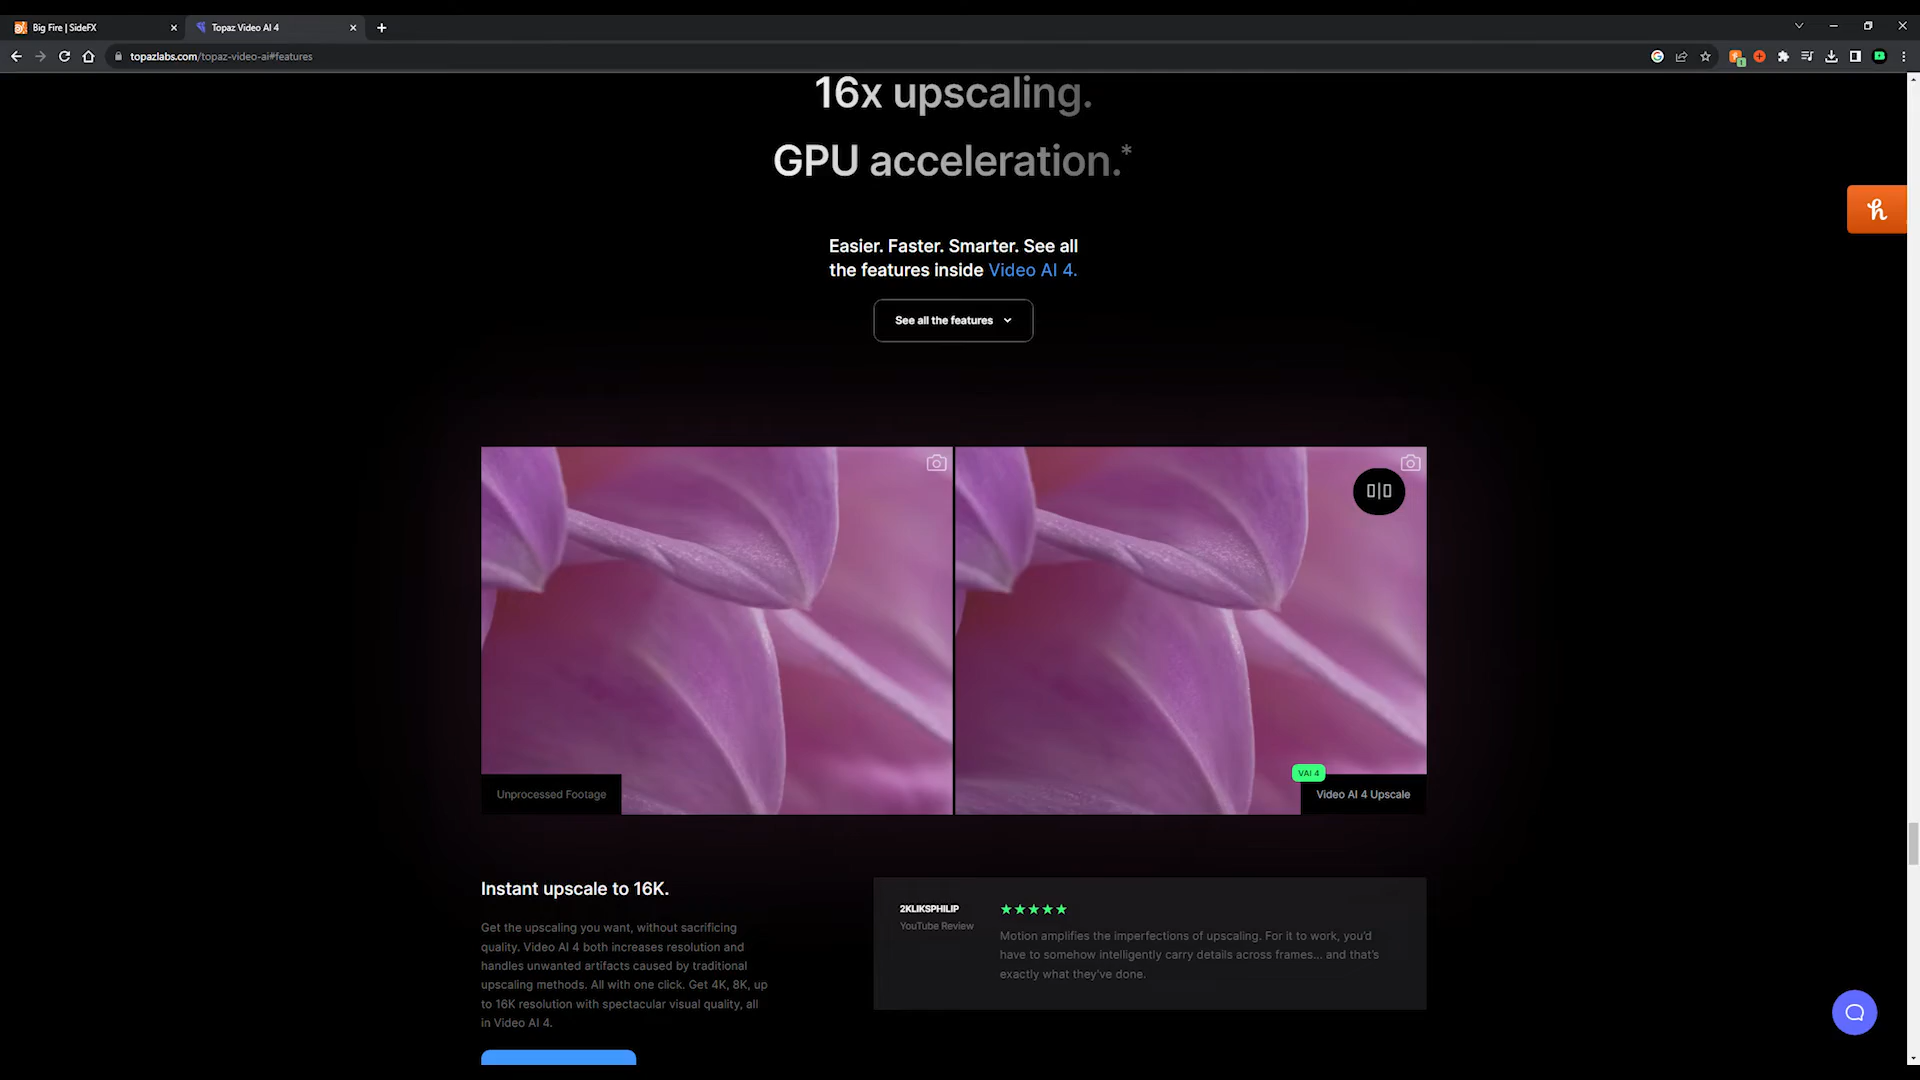 Big Fire | SideFX
Topaz Video AI 4
topazlabs.com/topaz-video-ai#features
16x upscaling.
GPU acceleration.*
Easier. Faster. Smarter. See all
the features inside Video AI 4.
See all the features
Unprocessed Footage
VAI 4
Video AI 4 Upscale
Instant upscale to 16K.
Get the upscaling you want, without sacrificing
quality. Video AI 4 both increases resolution and
handles unwanted artifacts caused by traditional
upscaling methods. All with one click. Get 4K, 8K, up
to 16K resolution with spectacular visual quality, all
in Video AI 4.
2KLIKSPHILIP
YouTube Review
Motion amplifies the imperfections of upscaling. For it to work, you'd
have to somehow intelligently carry details across frames... and that's
exactly what they've done.